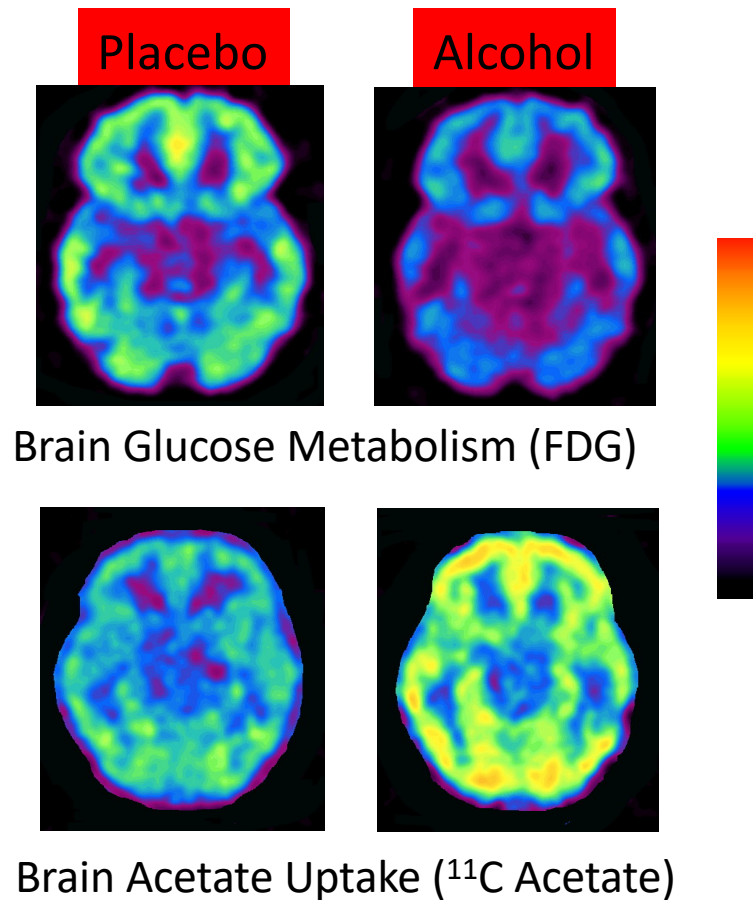 Placebo Alcohol
Brain Glucose Metabolism (FDG)
Brain Acetate Uptake (¹¹C Acetate)